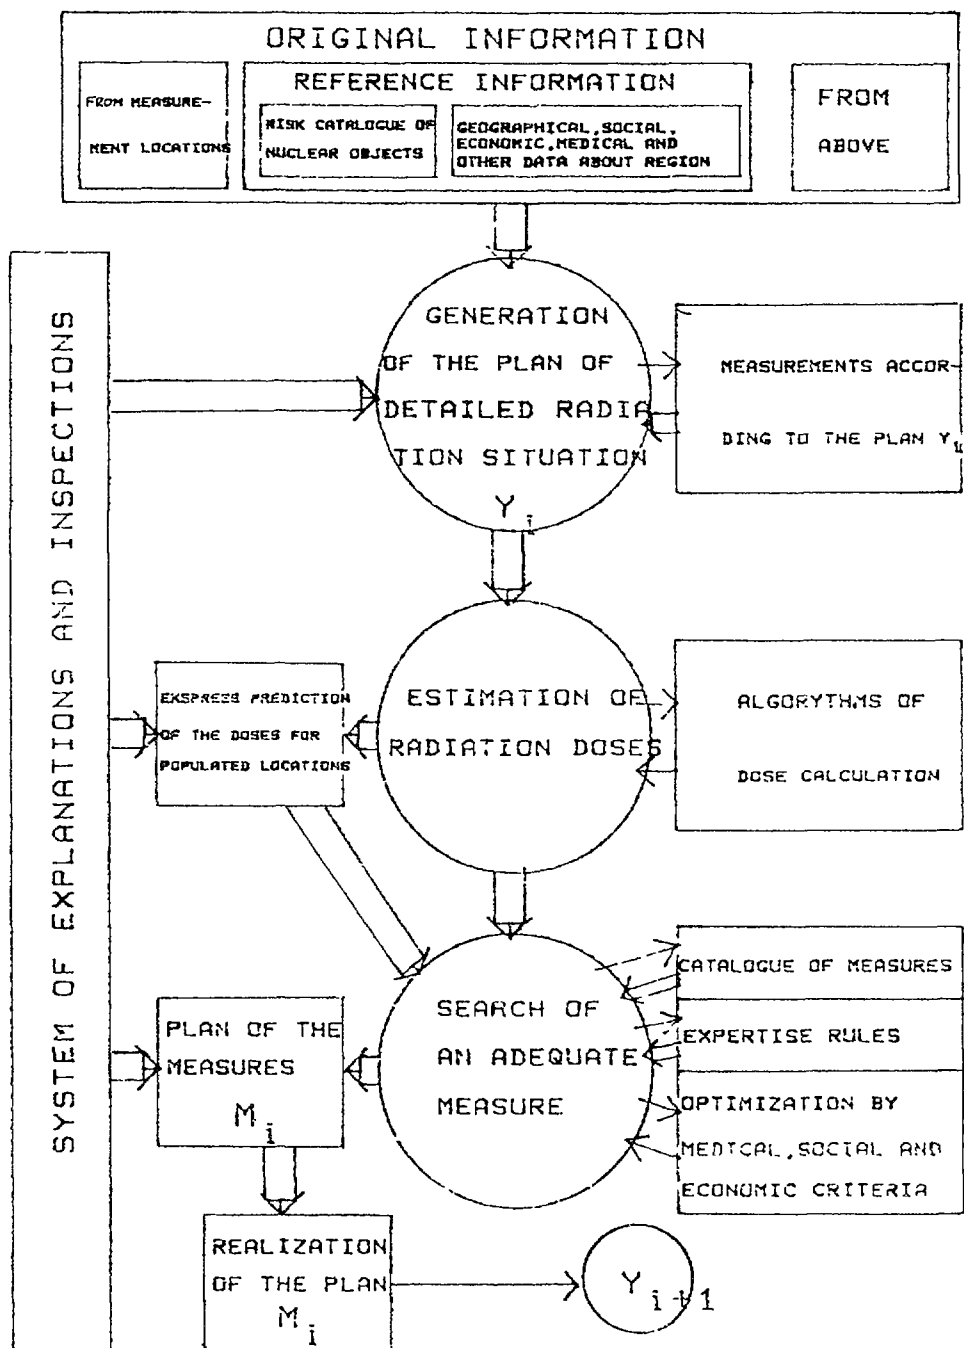 ORIGINAL INFORMATION
FROM MEASURE-
MENT LOCATIONS
REFERENCE INFORMATION
RISK CATALOGUE OF
NUCLEAR OBJECTS
GEOGRAPHICAL,SOCIAL,
ECONOMIC,MEDICAL AND
OTHER DATA ABOUT REGION
FROM
ABOVE
SYSTEM OF EXPLANATIONS AND INSPECTIONS
GENERATION
OF THE PLAN OF
DETAILED RADIA
TION SITUATION
Y i
MEASUREMENTS ACCOR-
DING TO THE PLAN Y i
EKSPRESS PREDICTION
OF THE DOSES FOR
POPULATED LOCATIONS
ESTIMATION OF
RADIATION DOSES
ALGORYTHMS OF
DOSE CALCULATION
PLAN OF THE
MEASURES
M i
SEARCH OF
AN ADEQUATE
MEASURE
CATALOGUE OF MEASURES
EXPERTISE RULES
OPTIMIZATION BY
MEDICAL,SOCIAL AND
ECONOMIC CRITERIA
REALIZATION
OF THE PLAN
M i
Y i+1